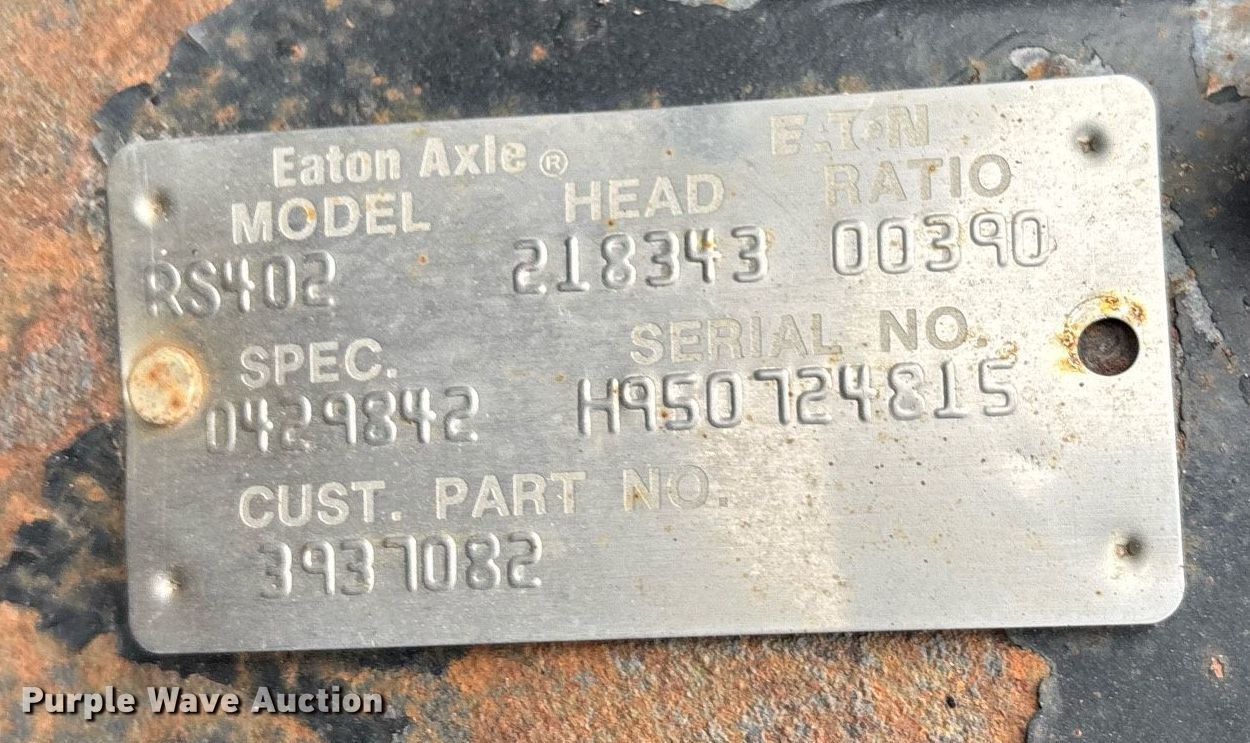 Eaton Axle® EATON
MODEL HEAD RATIO
RS402 218343 00390
SPEC. SERIAL NO.
0429842 H950724815
CUST. PART NO.
3937082
Purple Wave Auction